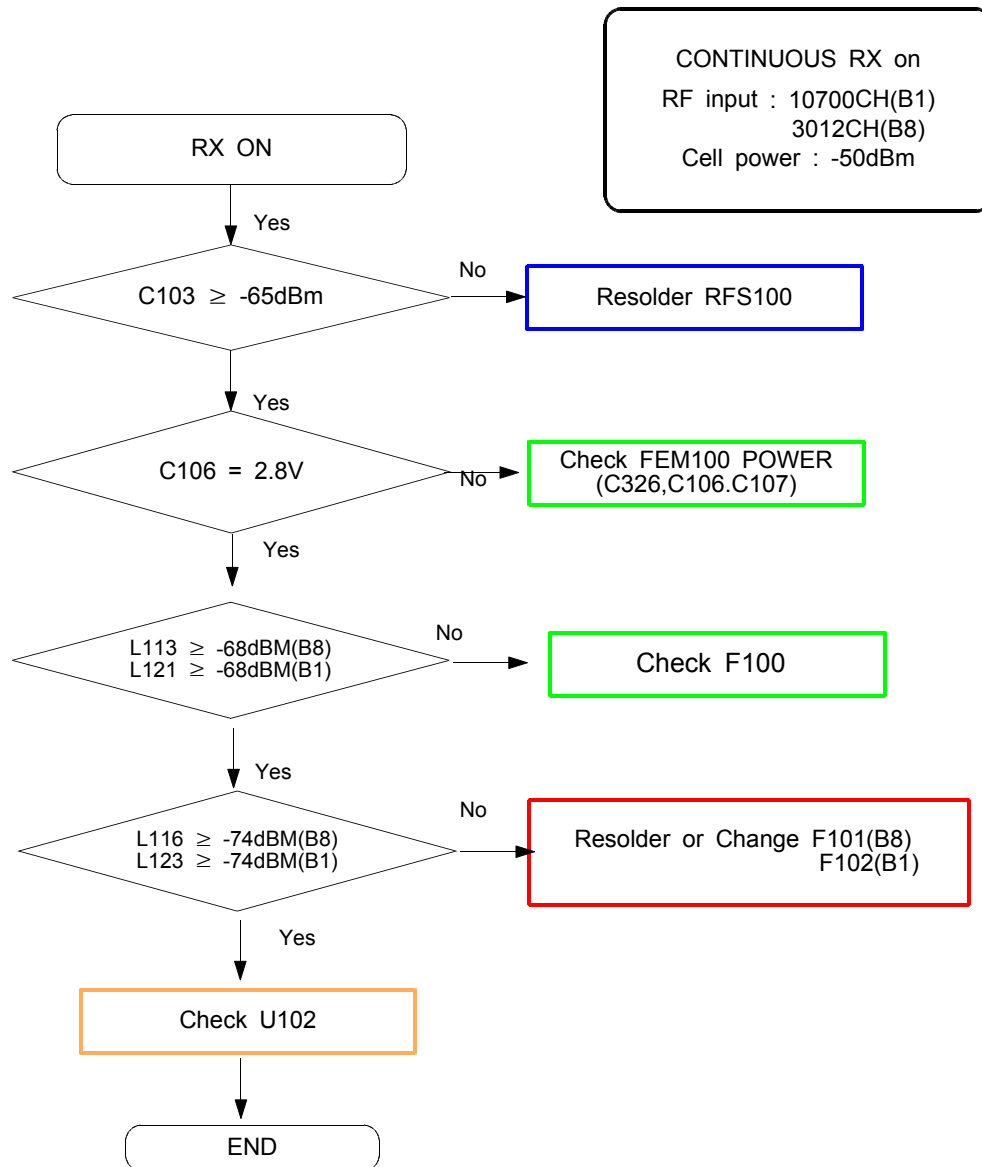 CONTINUOUS RX on
RF input : 10700CH(B1)
3012CH(B8)
Cell power : -50dBm
RX ON
Yes
C103 ≥ -65dBm
No
Resolder RFS100
Yes
C106 = 2.8V
No
Check FEM100 POWER
(C326,C106.C107)
Yes
L113 ≥ -68dBM(B8)
L121 ≥ -68dBM(B1)
No
Check F100
Yes
L116 ≥ -74dBM(B8)
L123 ≥ -74dBM(B1)
No
Resolder or Change F101(B8)
F102(B1)
Yes
Check U102
END